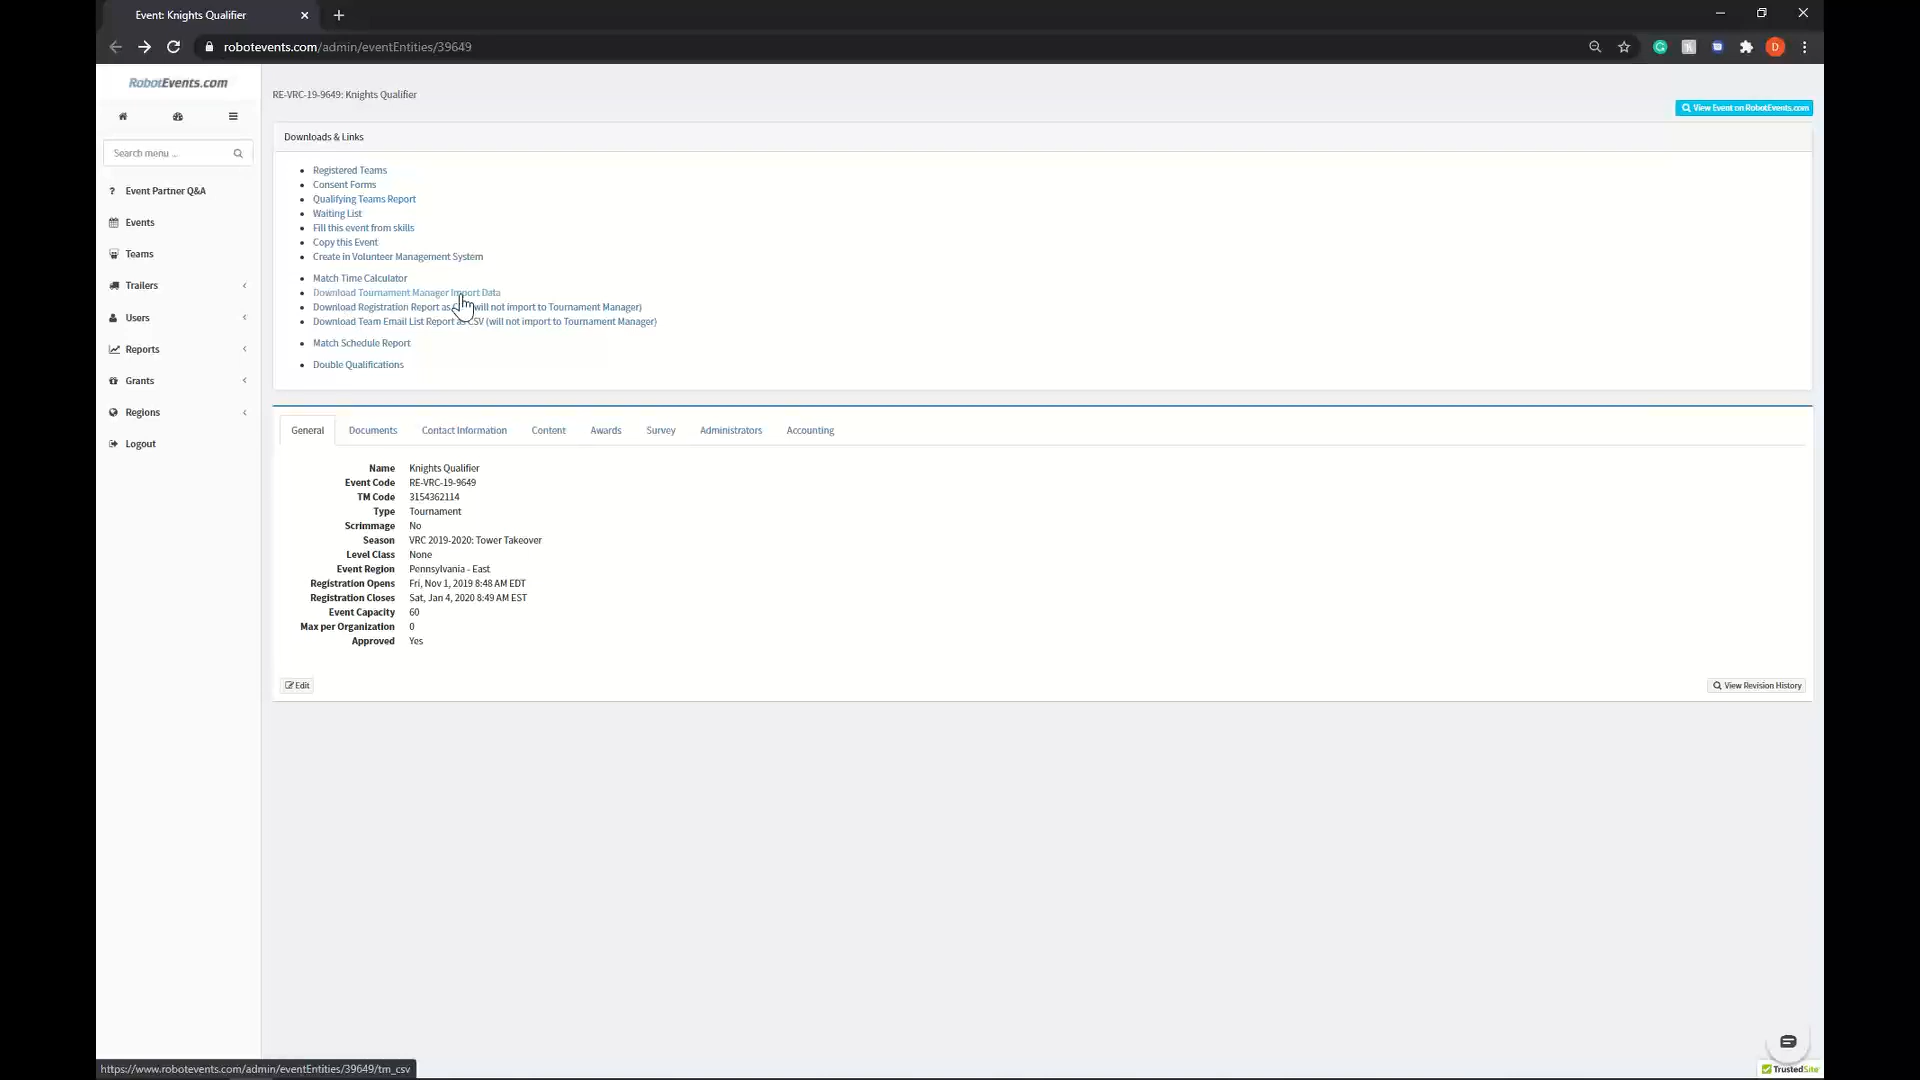 Event: Knights Qualifier
robotevents.com/admin/eventEntities/39649
D
RobotEvents.com
Search menu ...
? Event Partner Q&A
Events
Teams
Trailers
Users
Reports
Grants
Regions
Logout
RE-VRC-19-9649: Knights Qualifier
View Event on RobotEvents.com
Downloads & Links
Registered Teams
Consent Forms
Qualifying Teams Report
Waiting List
Fill this event from skills
Copy this Event
Create in Volunteer Management System
Match Time Calculator
Download Tournament Manager Import Data
Download Registration Report as will not import to Tournament Manager)
Download Team Email List Report as CSV (will not import to Tournament Manager)
Match Schedule Report
Double Qualifications
General Documents Contact Information Content Awards Survey Administrators Accounting
Name Knights Qualifier
Event Code RE-VRC-19-9649
TM Code 3154362114
Type Tournament
Scrimmage No
Season VRC 2019-2020: Tower Takeover
Level Class None
Event Region Pennsylvania - East
Registration Opens Fri, Nov 1, 2019 8:48 AM EDT
Registration Closes Sat, Jan 4, 2020 8:49 AM EST
Event Capacity 60
Max per Organization 0
Approved Yes
Edit
View Revision History
https://www.robotevents.com/admin/eventEntities/39649/tm_csv
TrustedSite